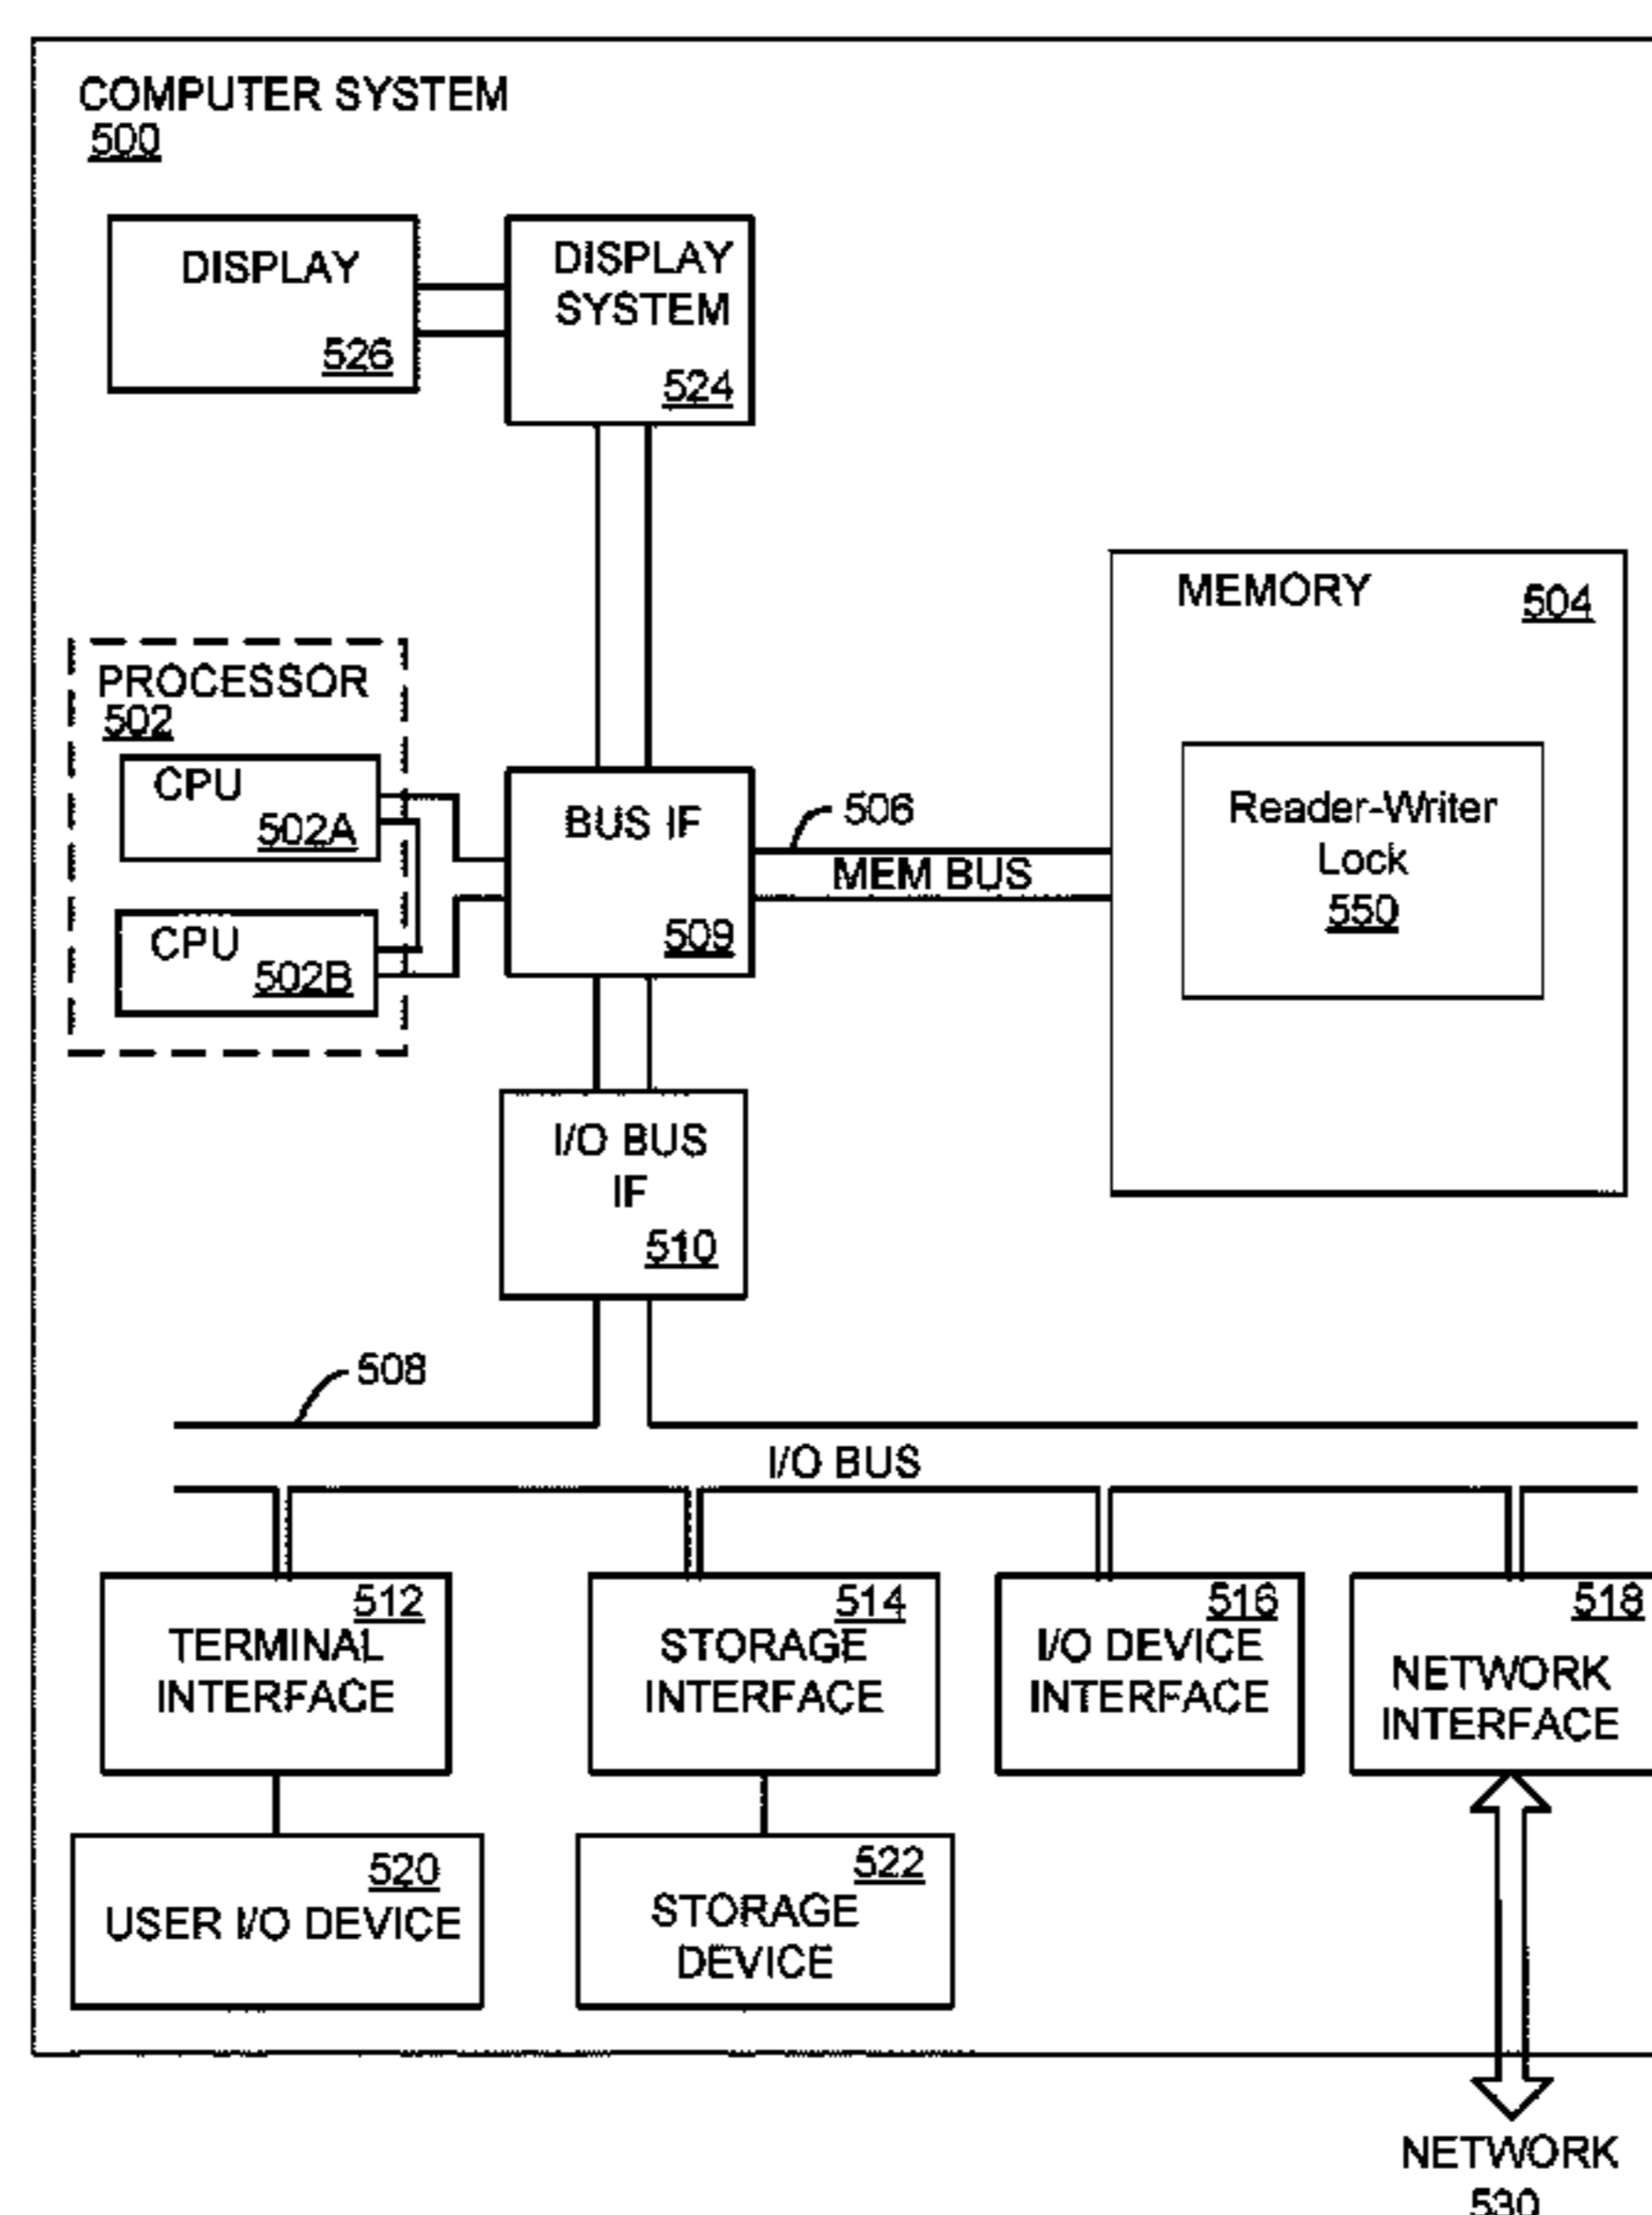 COMPUTER SYSTEM
500
DISPLAY
526
DISPLAY
SYSTEM
524
MEMORY
504
PROCESSOR
502
CPU
502A
CPU
502B
BUS IF
509
506
MEM BUS
Reader-Writer
Lock
550
I/O BUS
IF
510
508
I/O BUS
512
TERMINAL
INTERFACE
514
STORAGE
INTERFACE
516
I/O DEVICE
INTERFACE
518
NETWORK
INTERFACE
520
USER I/O DEVICE
522
STORAGE
DEVICE
NETWORK
530